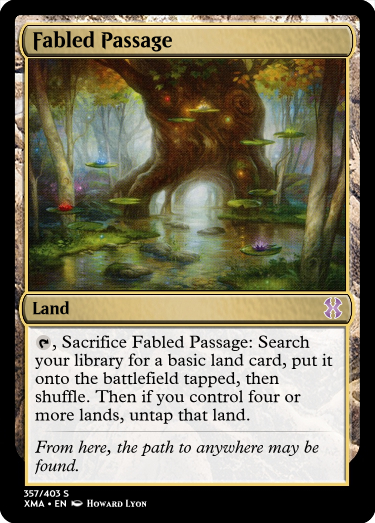 Fabled Passage
Land
, Sacrifice Fabled Passage: Search
your library for a basic land card, put it
onto the battlefield tapped, then
shuffle. Then if you control four or
more lands, untap that land.
From here, the path to anywhere may be
found.
357/403 S
XMA • EN Howard Lyon